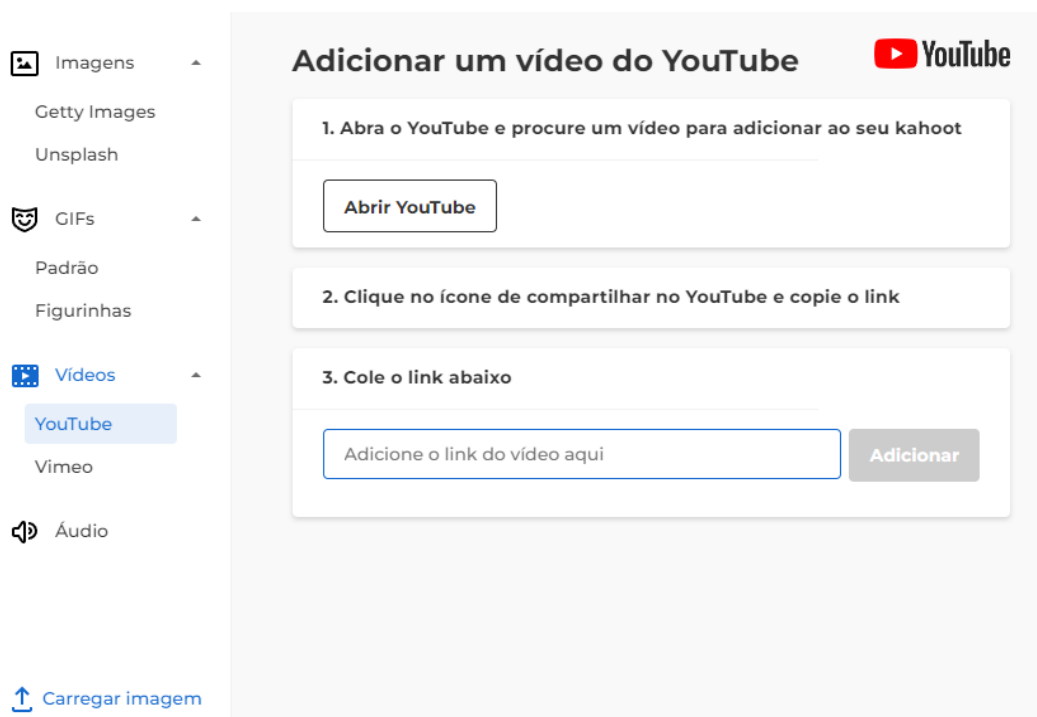 Imagens
Getty Images
Unsplash
GIFs
Padrão
Figurinhas
Vídeos
YouTube
Vimeo
Áudio
Carregar imagem
Adicionar um vídeo do YouTube
YouTube
1. Abra o YouTube e procure um vídeo para adicionar ao seu kahoot
Abrir YouTube
2. Clique no ícone de compartilhar no YouTube e copie o link
3. Cole o link abaixo
Adicione o link do vídeo aqui
Adicionar